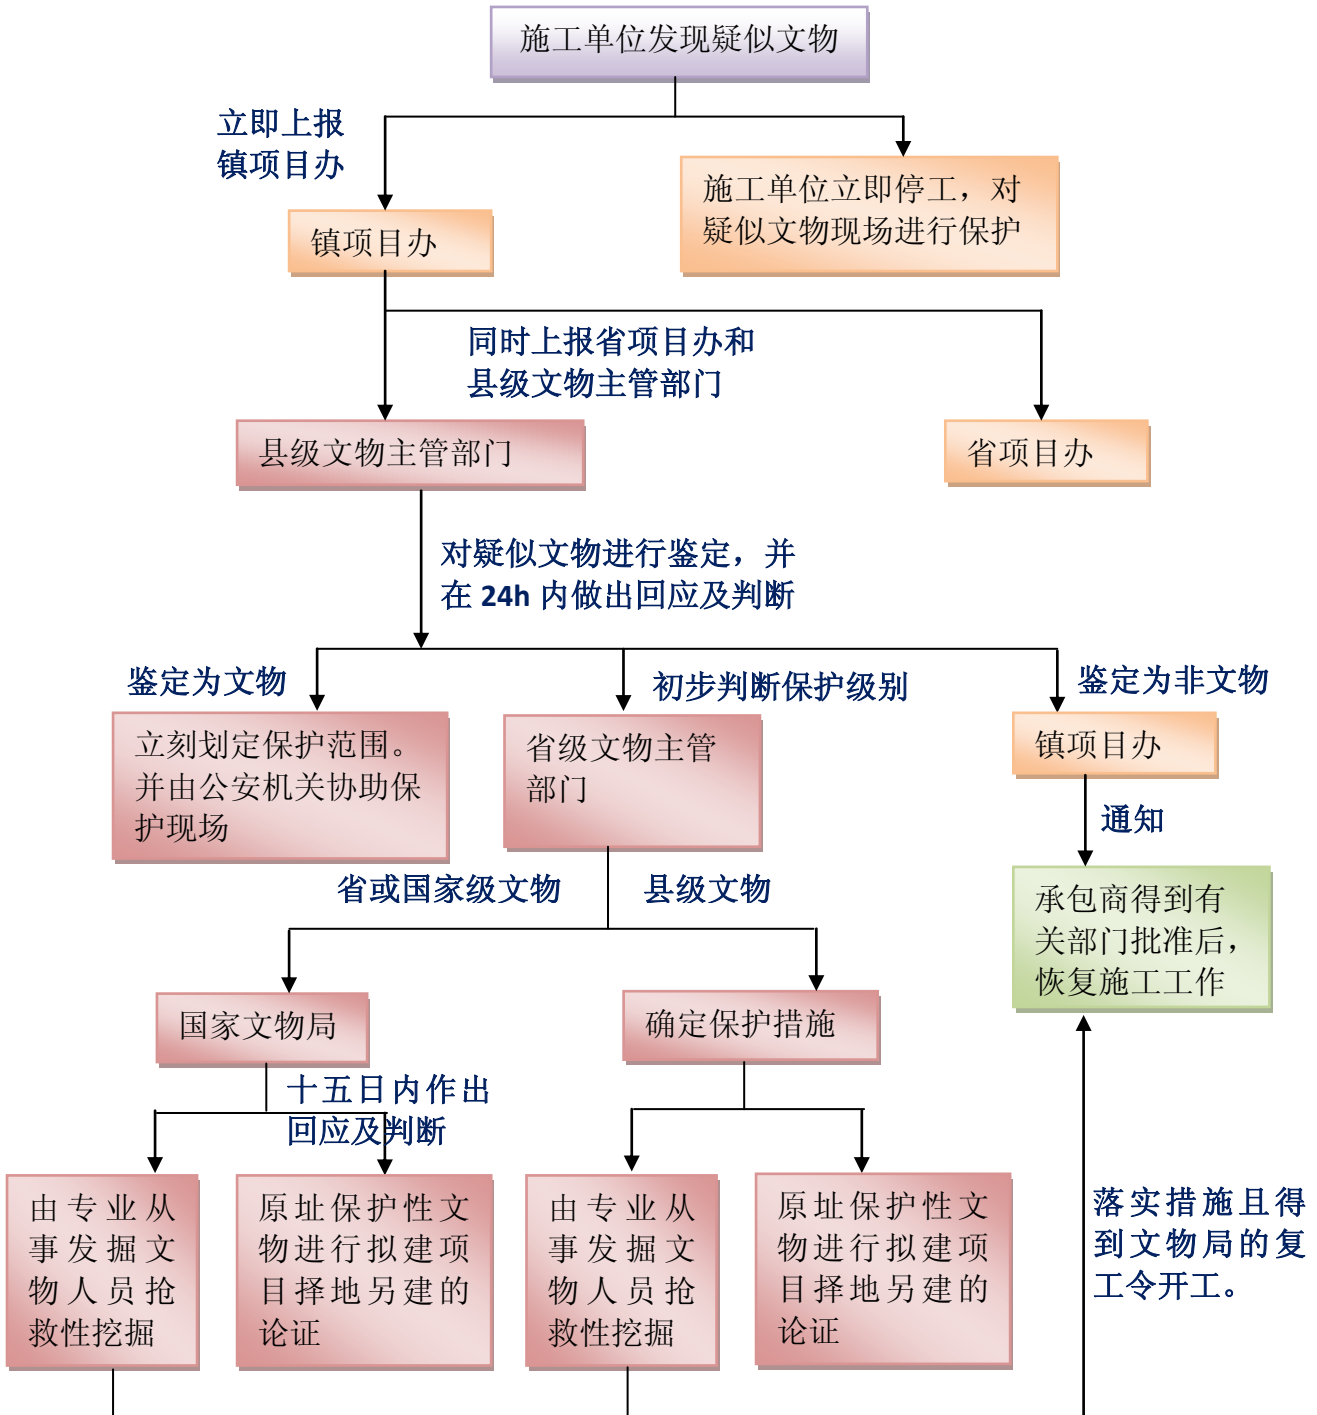 施工单位发现疑似文物
立即上报
镇项目办
施工单位立即停工，对
疑似文物现场进行保护
镇项目办
同时上报省项目办和
县级文物主管部门
县级文物主管部门
省项目办
对疑似文物进行鉴定，并
在 24h 内做出回应及判断
鉴定为文物
初步判断保护级别
鉴定为非文物
立刻划定保护范围。
并由公安机关协助保
护现场
省级文物主管
部门
镇项目办
通知
省或国家级文物
县级文物
承包商得到有
关部门批准后，
恢复施工工作
国家文物局
确定保护措施
十五日内作出
回应及判断
由专业从
事发掘文
物人员抢
救性挖掘
原址保护性文
物进行拟建项
目择地另建的
论证
由专业从
事发掘文
物人员抢
救性挖掘
原址保护性文
物进行拟建项
目择地另建的
论证
落实措施且得
到文物局的复
工令开工。